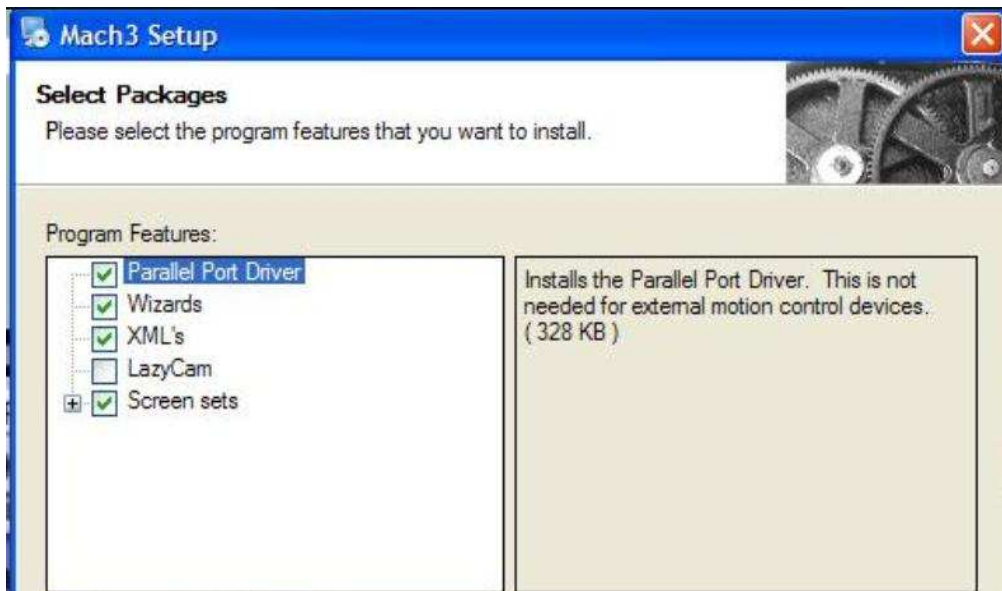 Mach3 Setup
Select Packages
Please select the program features that you want to install.
Program Features:
Parallel Port Driver
Wizards
XML's
LazyCam
Screen sets
Installs the Parallel Port Driver. This is not
needed for external motion control devices.
( 328 KB )